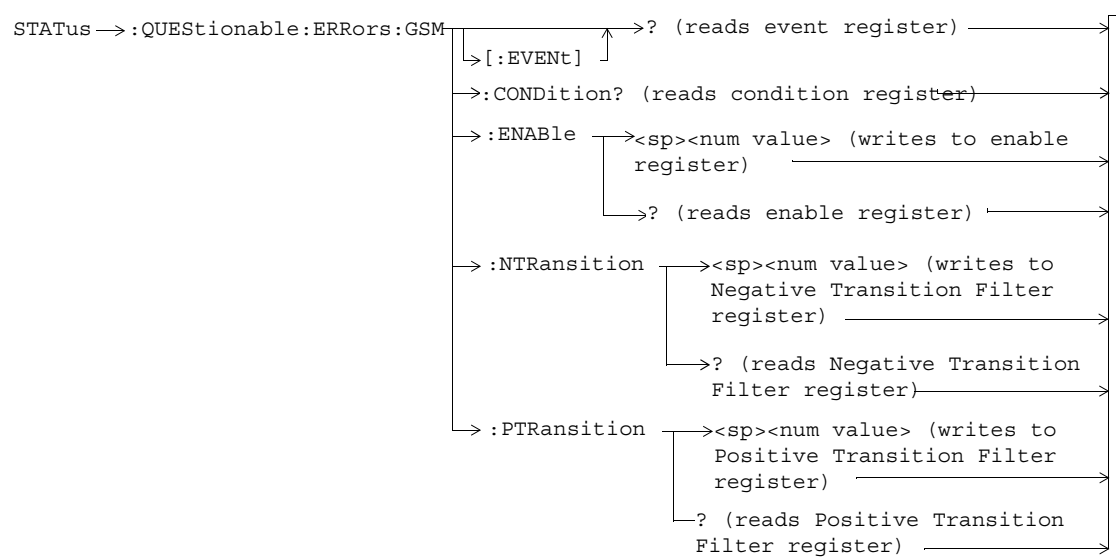 STATus :QUEStionable:ERRors:GSM ? (reads event register)
[:EVENt]
:CONDition? (reads condition register)
:ENABle <sp><num value> (writes to enable
register)
? (reads enable register)
:NTRansition <sp><num value> (writes to
Negative Transition Filter
register)
? (reads Negative Transition
Filter register)
:PTRansition <sp><num value> (writes to
Positive Transition Filter
register)
? (reads Positive Transition
Filter register)